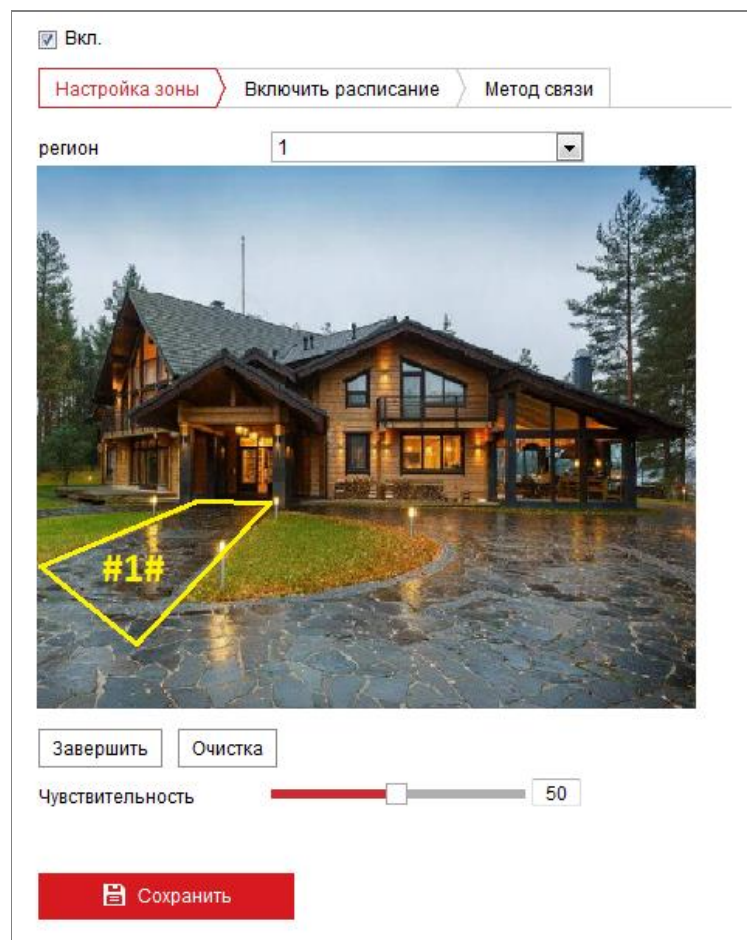 Вкл.
Настройка зоны Включить расписание Метод связи
регион 1
#1#
Завершить Очистка
Чувствительность 50
Сохранить